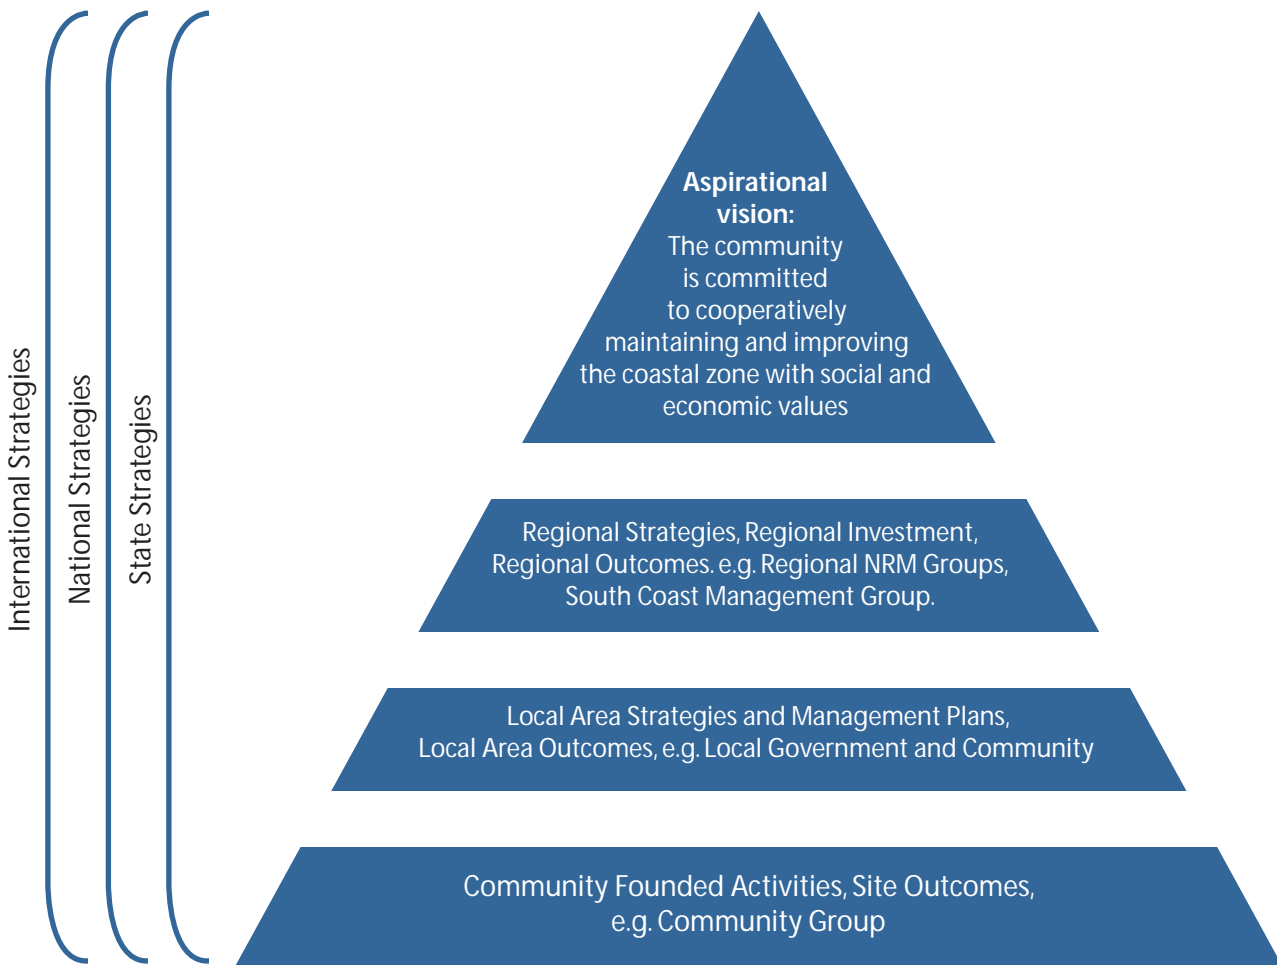 International Strategies
National Strategies
State Strategies
Aspirational
vision:
The community
is committed
to cooperatively
maintaining and improving
the coastal zone with social and
economic values
Regional Strategies, Regional Investment,
Regional Outcomes. e.g. Regional NRM Groups,
South Coast Management Group.
Local Area Strategies and Management Plans,
Local Area Outcomes, e.g. Local Government and Community
Community Founded Activities, Site Outcomes,
e.g. Community Group